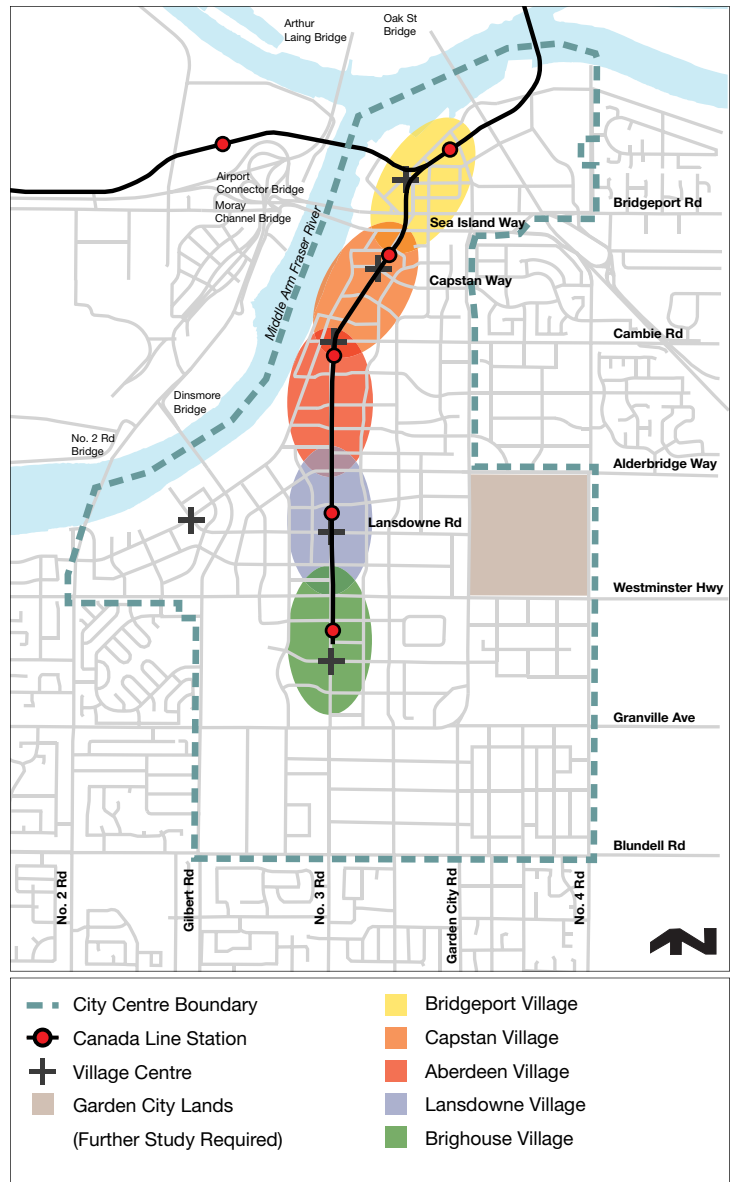 Arthur
Laing Bridge
Oak St
Bridge
Airport
Connector Bridge
Moray
Channel Bridge
Bridgeport Rd
Sea Island Way
Middle Arm Fraser River
Capstan Way
Cambie Rd
Dinsmore
Bridge
No. 2 Rd
Bridge
Alderbridge Way
Lansdowne Rd
Westminster Hwy
Granville Ave
Blundell Rd
No. 2 Rd
Gilbert Rd
No. 3 Rd
Garden City Rd
No. 4 Rd
N
City Centre Boundary
Canada Line Station
Village Centre
Garden City Lands
(Further Study Required)
Bridgeport Village
Capstan Village
Aberdeen Village
Lansdowne Village
Brighouse Village